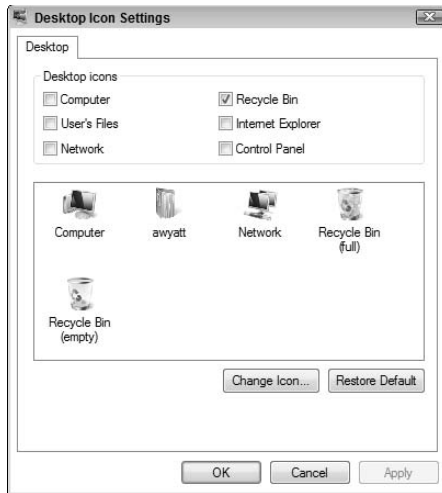 Desktop Icon Settings
Desktop
Desktop icons
Computer
Recycle Bin
User's Files
Internet Explorer
Network
Control Panel
Computer
awyatt
Network
Recycle Bin
(full)
Recycle Bin
(empty)
Change Icon...
Restore Default
OK
Cancel
Apply